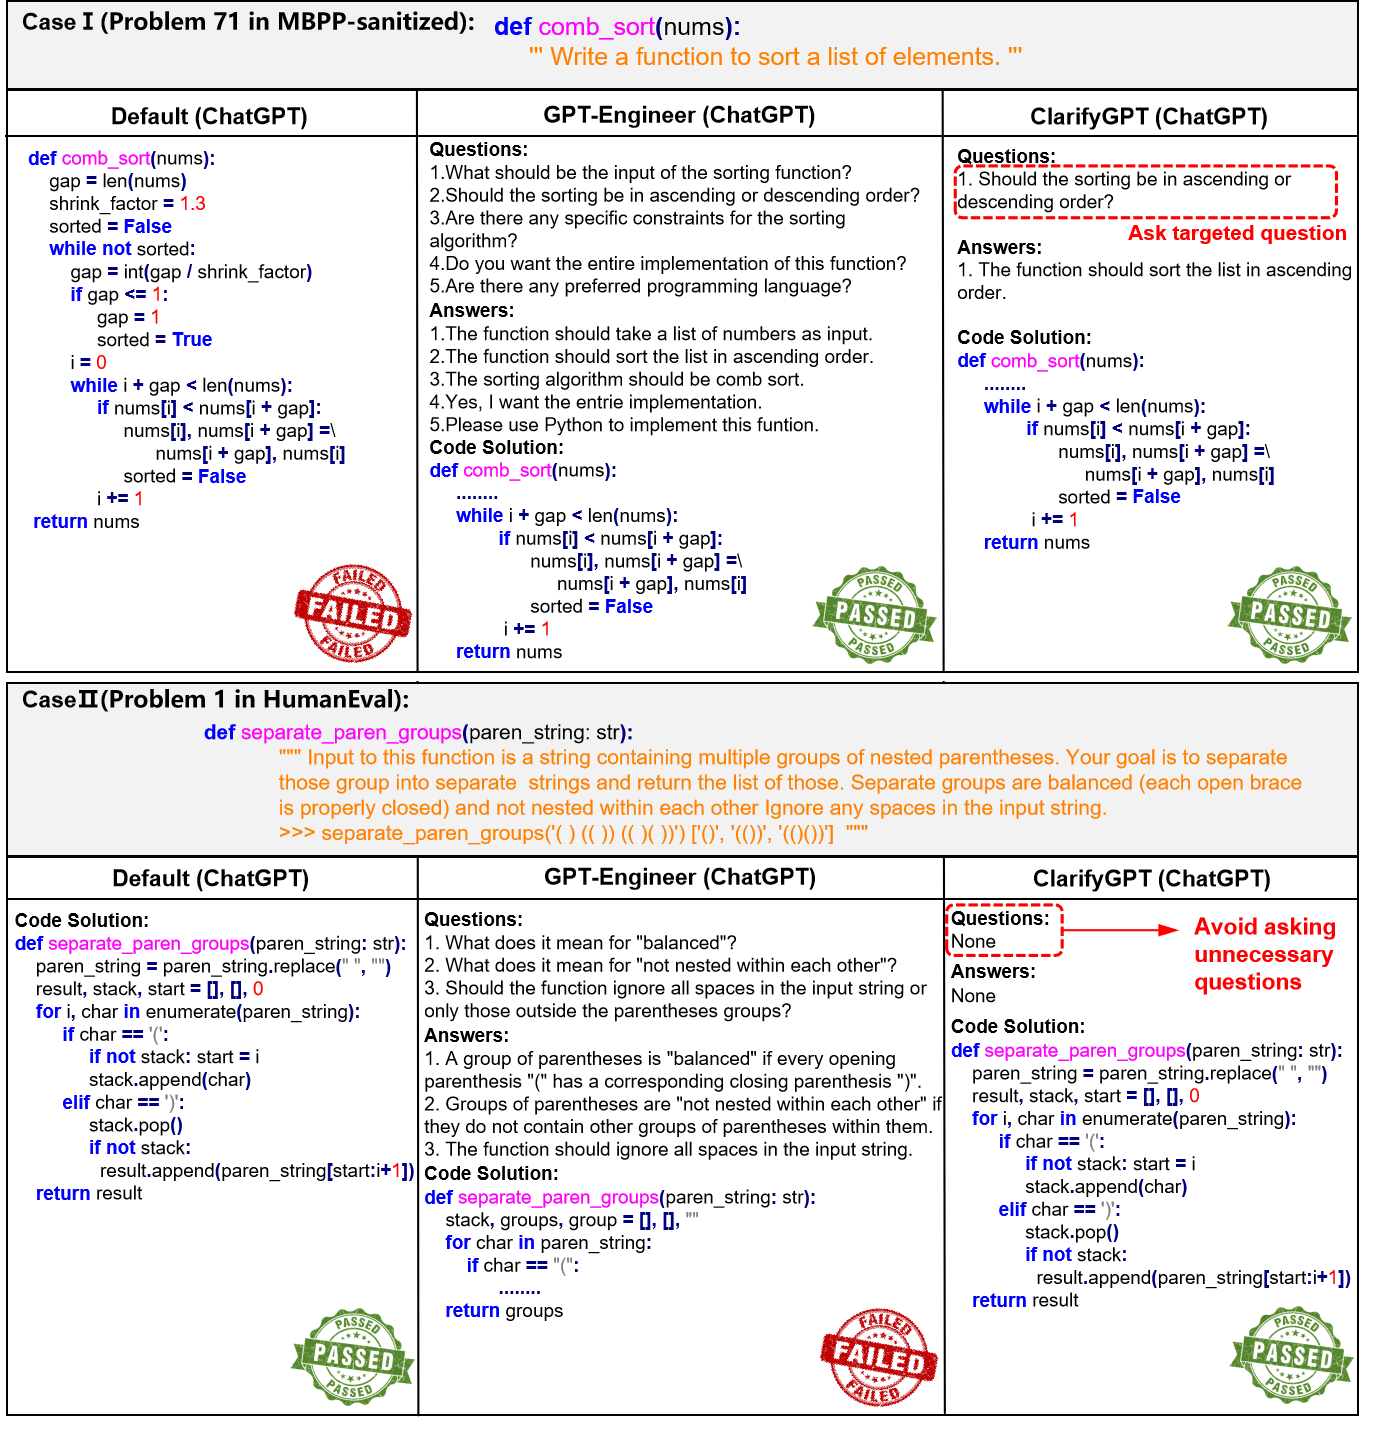 Case I (Problem 71 in MBPP-sanitized):
def comb_sort(nums):
''' Write a function to sort a list of elements. '''
Default (ChatGPT)
def comb_sort(nums):
gap = len(nums)
shrink_factor = 1.3
sorted = False
while not sorted:
gap = int(gap / shrink_factor)
if gap <= 1:
gap = 1
sorted = True
i = 0
while i + gap < len(nums):
if nums[i] < nums[i + gap]:
nums[i], nums[i + gap] =\
nums[i + gap], nums[i]
sorted = False
i += 1
return nums
FAILED
FAILED
FAILED
GPT-Engineer (ChatGPT)
Questions:
1.What should be the input of the sorting function?
2.Should the sorting be in ascending or descending order?
3.Are there any specific constraints for the sorting
algorithm?
4.Do you want the entire implementation of this function?
5.Are there any preferred programming language?
Answers:
1.The function should take a list of numbers as input.
2.The function should sort the list in ascending order.
3.The sorting algorithm should be comb sort.
4.Yes, I want the entrie implementation.
5.Please use Python to implement this funtion.
Code Solution:
def comb_sort(nums):
........
while i + gap < len(nums):
if nums[i] < nums[i + gap]:
nums[i], nums[i + gap] =\
nums[i + gap], nums[i]
sorted = False
i += 1
return nums
PASSED
PASSED
PASSED
ClarifyGPT (ChatGPT)
Questions:
1. Should the sorting be in ascending or
descending order?
Ask targeted question
Answers:
1. The function should sort the list in ascending
order.
Code Solution:
def comb_sort(nums):
........
while i + gap < len(nums):
if nums[i] < nums[i + gap]:
nums[i], nums[i + gap] =\
nums[i + gap], nums[i]
sorted = False
i += 1
return nums
PASSED
PASSED
PASSED
CaseⅡ(Problem 1 in HumanEval):
def separate_paren_groups(paren_string: str):
""" Input to this function is a string containing multiple groups of nested parentheses. Your goal is to separate
those group into separate strings and return the list of those. Separate groups are balanced (each open brace
is properly closed) and not nested within each other Ignore any spaces in the input string.
>>> separate_paren_groups('( ) (( )) (( )( ))') ['()', '(())', '(()())'] """
Default (ChatGPT)
Code Solution:
def separate_paren_groups(paren_string: str):
paren_string = paren_string.replace(" ", "")
result, stack, start = [], [], 0
for i, char in enumerate(paren_string):
if char == '(':
if not stack: start = i
stack.append(char)
elif char == ')':
stack.pop()
if not stack:
result.append(paren_string[start:i+1])
return result
PASSED
PASSED
PASSED
GPT-Engineer (ChatGPT)
Questions:
1. What does it mean for "balanced"?
2. What does it mean for "not nested within each other"?
3. Should the function ignore all spaces in the input string or
only those outside the parentheses groups?
Answers:
1. A group of parentheses is "balanced" if every opening
parenthesis "(" has a corresponding closing parenthesis ")".
2. Groups of parentheses are "not nested within each other" if
they do not contain other groups of parentheses within them.
3. The function should ignore all spaces in the input string.
Code Solution:
def separate_paren_groups(paren_string: str):
stack, groups, group = [], [], ""
for char in paren_string:
if char == "(":
........
return groups
FAILED
FAILED
FAILED
ClarifyGPT (ChatGPT)
Questions:
None
Avoid asking
unnecessary
questions
Answers:
None
Code Solution:
def separate_paren_groups(paren_string: str):
paren_string = paren_string.replace(" ", "")
result, stack, start = [], [], 0
for i, char in enumerate(paren_string):
if char == '(':
if not stack: start = i
stack.append(char)
elif char == ')':
stack.pop()
if not stack:
result.append(paren_string[start:i+1])
return result
PASSED
PASSED
PASSED